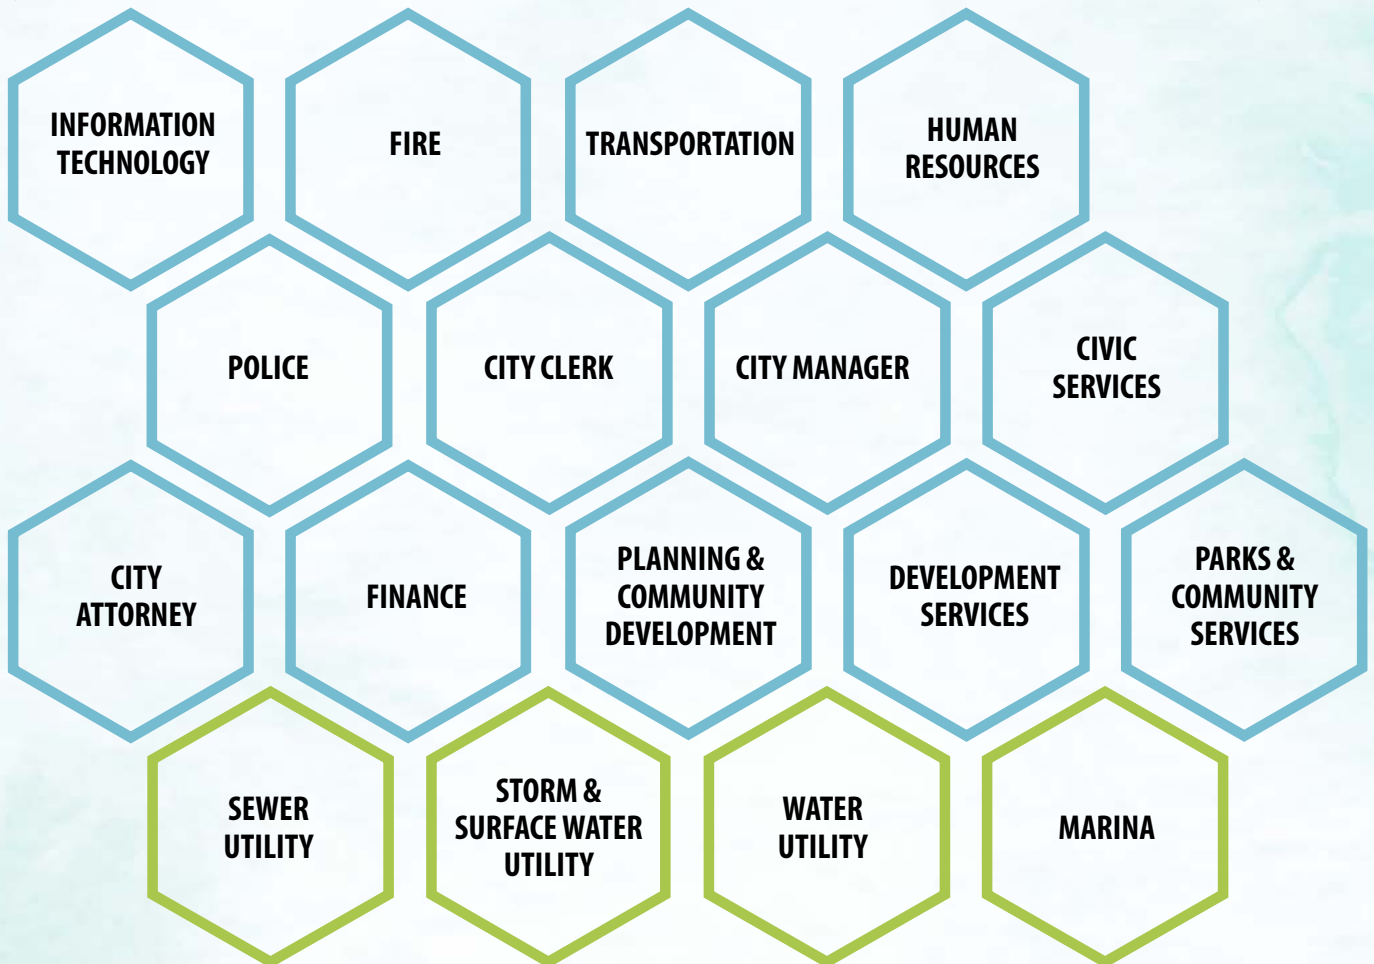 INFORMATION
TECHNOLOGY
FIRE
TRANSPORTATION
HUMAN
RESOURCES
POLICE
CITY CLERK
CITY MANAGER
CIVIC
SERVICES
CITY
ATTORNEY
FINANCE
PLANNING &
COMMUNITY
DEVELOPMENT
DEVELOPMENT
SERVICES
PARKS &
COMMUNITY
SERVICES
SEWER
UTILITY
STORM &
SURFACE WATER
UTILITY
WATER
UTILITY
MARINA